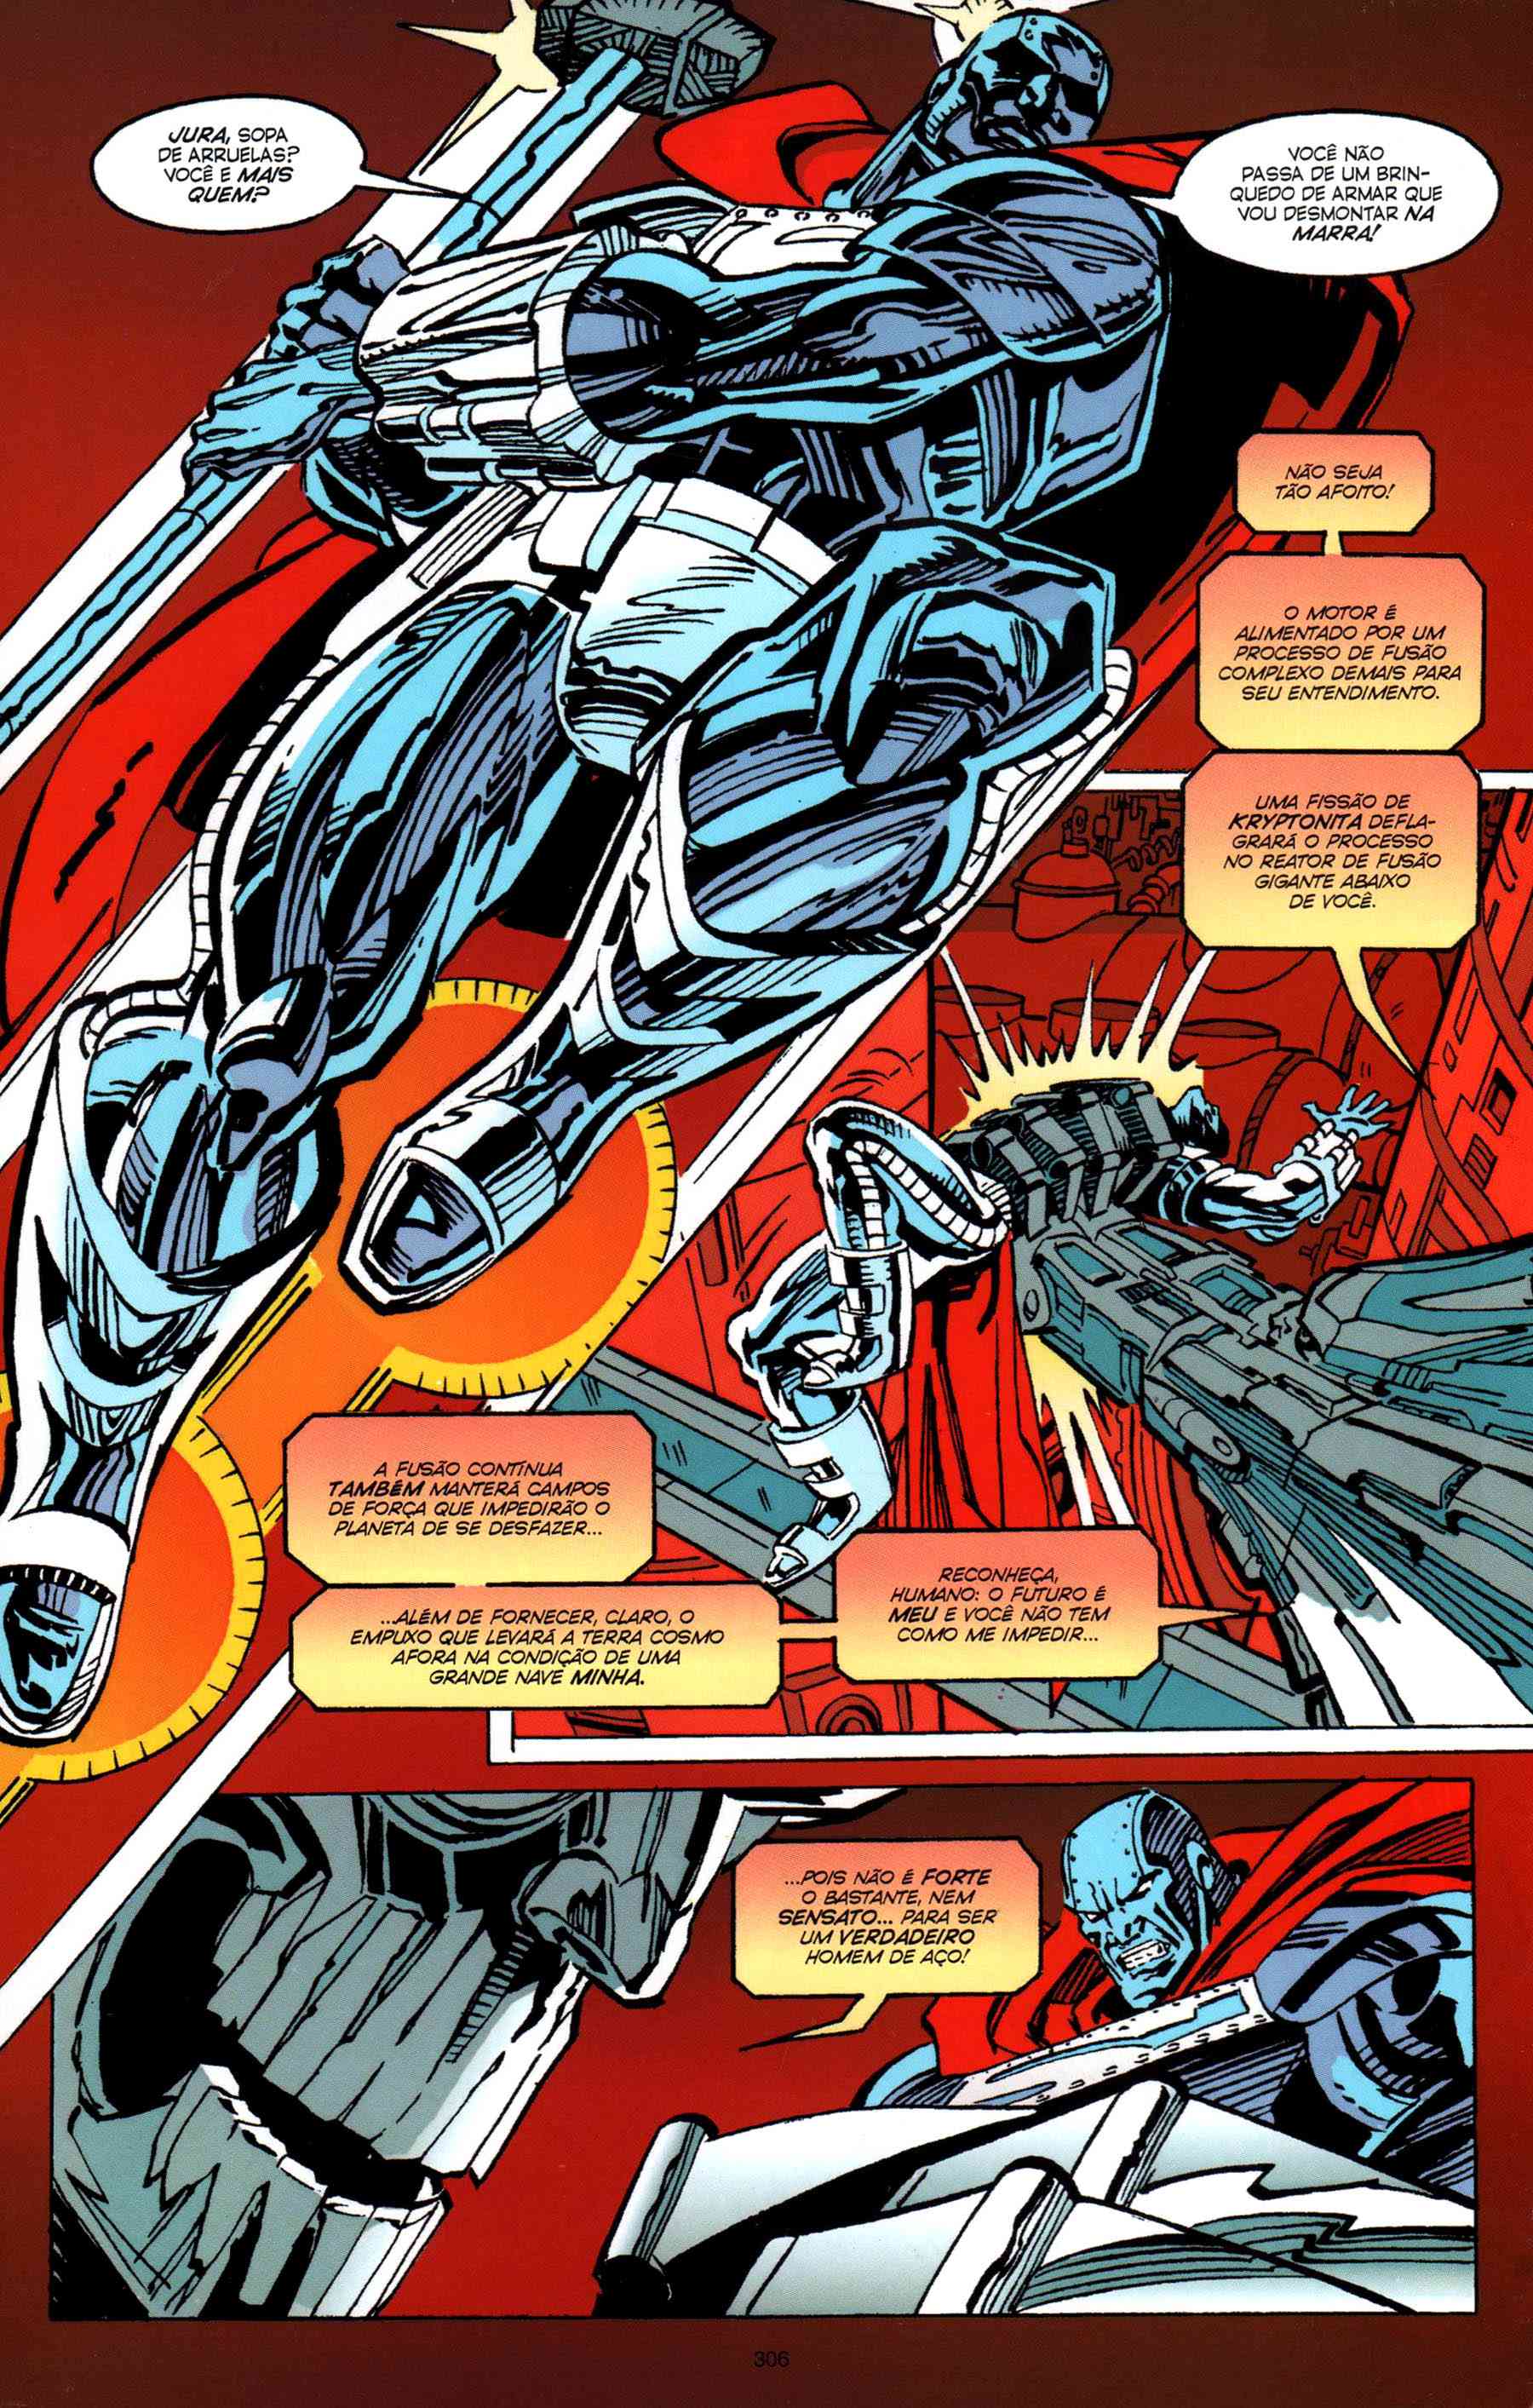 JURA, SOPA
DE ARRUELAS?
VOCÊ E MAIS
QUEM?
VOCÊ NÃO
PASSA DE UM BRIN-
QUEDO DE ARMAR QUE
VOU DESMONTAR NA
MARRA!
NÃO SEJA
TÃO AFOITO!
O MOTOR É
ALIMENTADO POR UM
PROCESSO DE FUSÃO
COMPLEXO DEMAIS PARA
SEU ENTENDIMENTO.
UMA FISSÃO DE
KRYPTONITA DEFLA-
GRARÁ O PROCESSO
NO REATOR DE FUSÃO
GIGANTE ABAIXO
DE VOCÊ.
A FUSÃO CONTÍNUA
TAMBÉM MANTERÁ CAMPOS
DE FORÇA QUE IMPEDIRÃO O
PLANETA DE SE DESFAZER...
...ALÉM DE FORNECER, CLARO, O
EMPUXO QUE LEVARÁ A TERRA COSMO
AFORA NA CONDIÇÃO DE UMA
GRANDE NAVE MINHA.
RECONHEÇA,
HUMANO: O FUTURO É
MEU E VOCÊ NÃO TEM
COMO ME IMPEDIR...
...POIS NÃO É FORTE
O BASTANTE, NEM
SENSATO... PARA SER
UM VERDADEIRO
HOMEM DE AÇO!
306